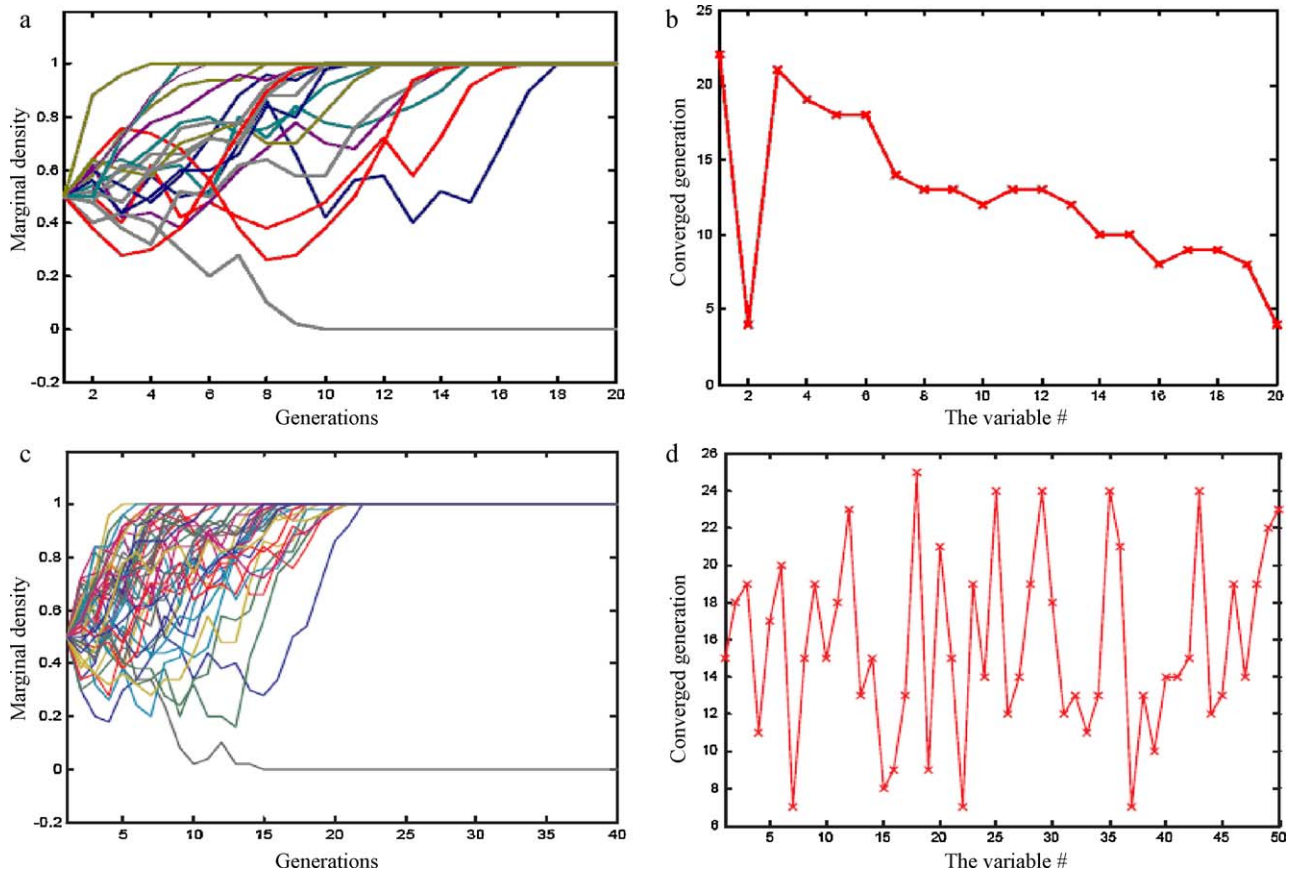 a
Marginal density
1
0.8
0.6
0.4
0.2
0
-0.2
2 4 6 8 10 12 14 16 18 20
Generations
b
Converged generation
25
20
15
10
5
0
2 4 6 8 10 12 14 16 18 20
The variable #
c
Marginal density
1
0.8
0.6
0.4
0.2
0
-0.2
5 10 15 20 25 30 35 40
Generations
d
Converged generation
26
24
22
20
18
16
14
12
10
8
6
5 10 15 20 25 30 35 40 45 50
The variable #